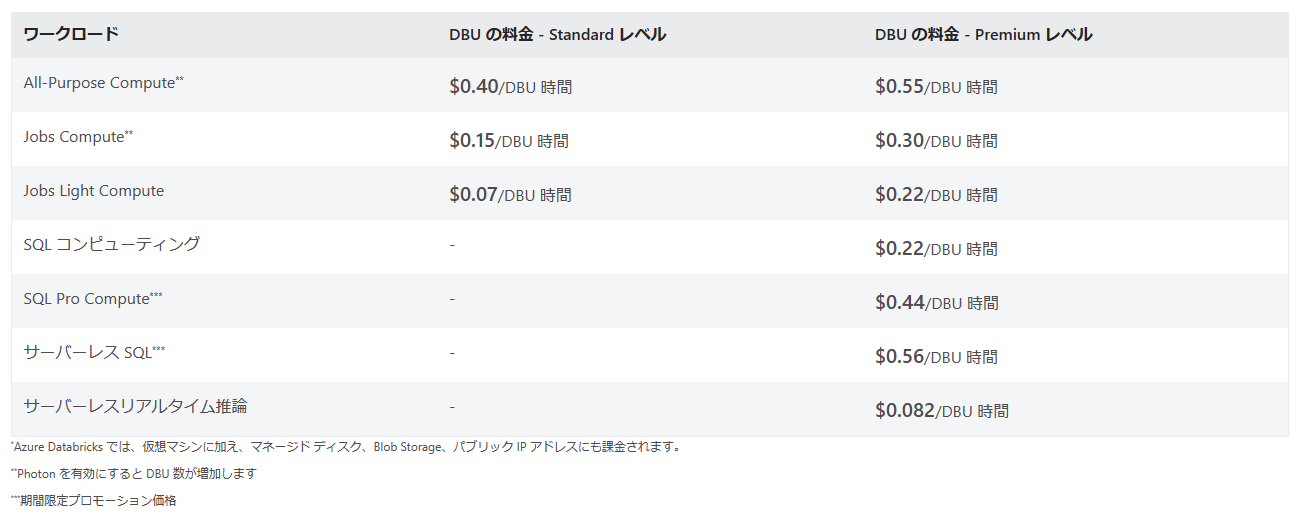 ワークロード DBU の料金 - Standard レベル DBU の料金 - Premium レベル
All-Purpose Compute** $0.40/DBU 時間 $0.55/DBU 時間
Jobs Compute** $0.15/DBU 時間 $0.30/DBU 時間
Jobs Light Compute $0.07/DBU 時間 $0.22/DBU 時間
SQL コンピューティング - $0.22/DBU 時間
SQL Pro Compute*** - $0.44/DBU 時間
サーバーレス SQL*** - $0.56/DBU 時間
サーバーレスリアルタイム推論 - $0.082/DBU 時間
*Azure Databricks では、仮想マシンに加え、マネージド ディスク、Blob Storage、パブリック IP アドレスにも課金されます。
**Photon を有効にすると DBU 数が増加します
***期間限定プロモーション価格